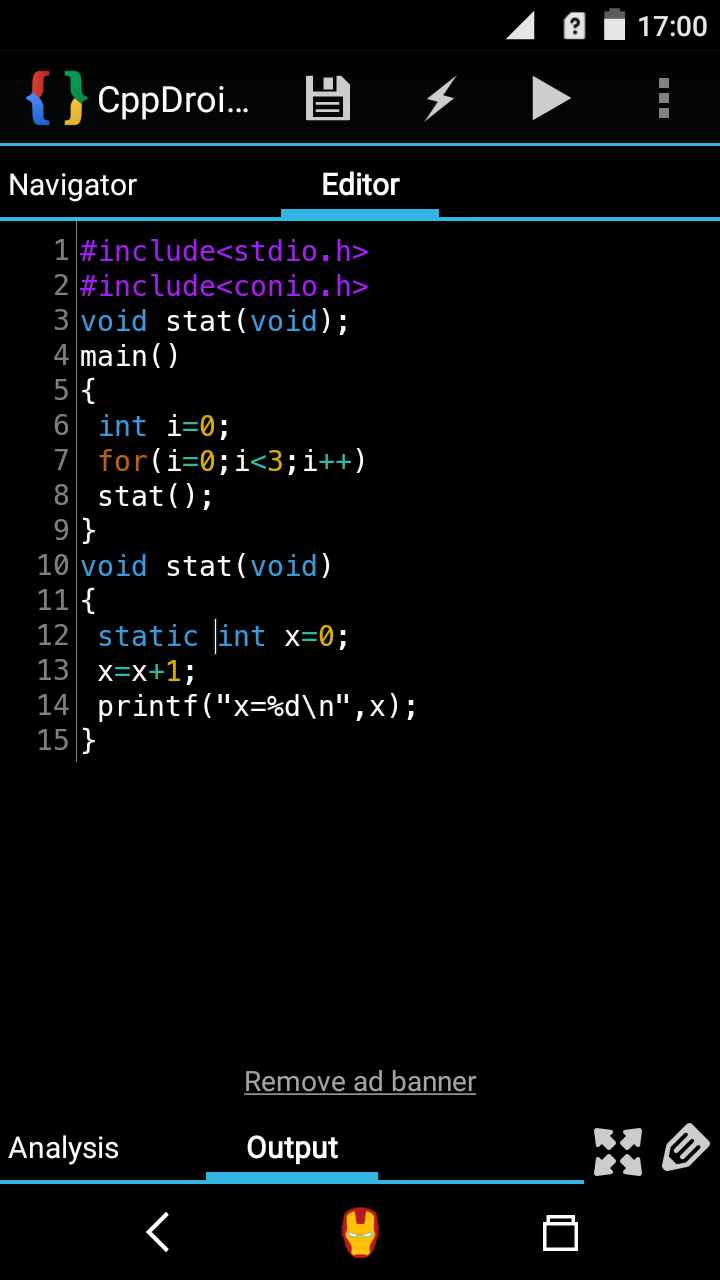 17:00
CppDroi...
Navigator Editor
1 #include<stdio.h>
2 #include<conio.h>
3 void stat(void);
4 main()
5 {
6  int i=0;
7  for(i=0;i<3;i++)
8  stat();
9 }
10 void stat(void)
11 {
12  static int x=0;
13  x=x+1;
14  printf("x=%d\n",x);
15 }
Remove ad banner
Analysis Output